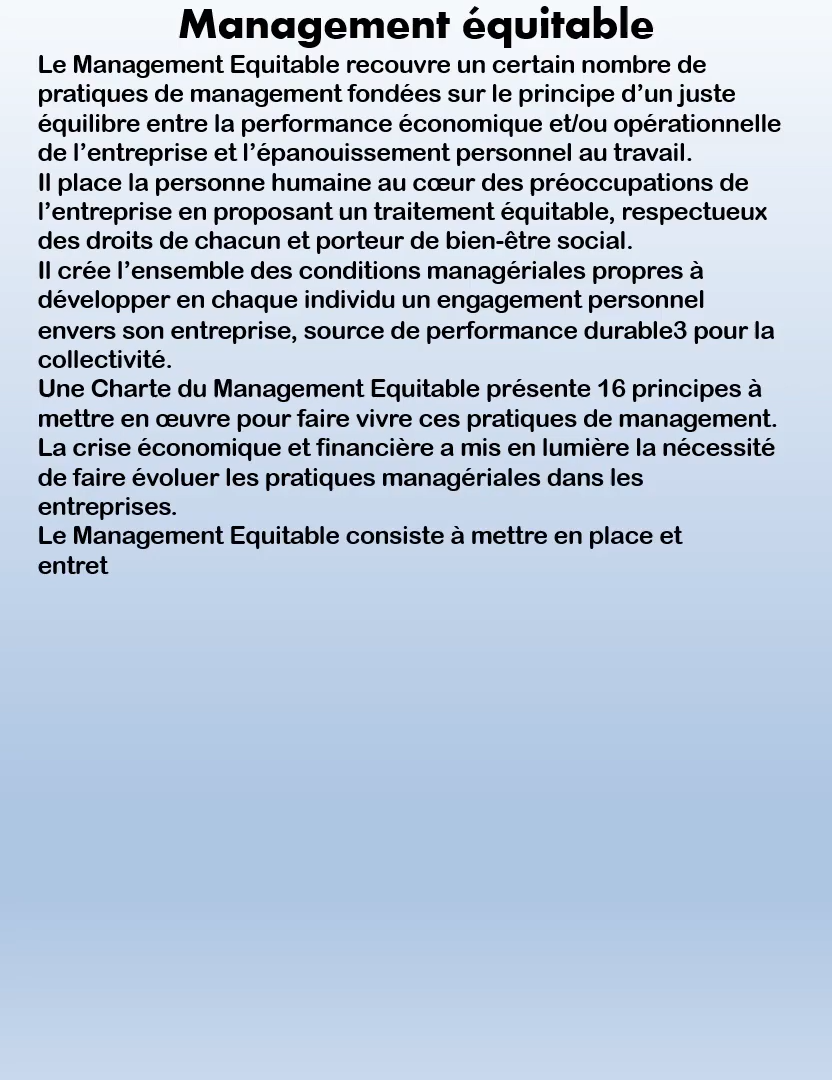 Management équitable
Le Management Equitable recouvre un certain nombre de
pratiques de management fondées sur le principe d’un juste
équilibre entre la performance économique et/ou opérationnelle
de l’entreprise et l’épanouissement personnel au travail.
Il place la personne humaine au cœur des préoccupations de
l’entreprise en proposant un traitement équitable, respectueux
des droits de chacun et porteur de bien-être social.
Il crée l’ensemble des conditions managériales propres à
développer en chaque individu un engagement personnel
envers son entreprise, source de performance durable3 pour la
collectivité.
Une Charte du Management Equitable présente 16 principes à
mettre en œuvre pour faire vivre ces pratiques de management.
La crise économique et financière a mis en lumière la nécessité
de faire évoluer les pratiques managériales dans les
entreprises.
Le Management Equitable consiste à mettre en place et
entret